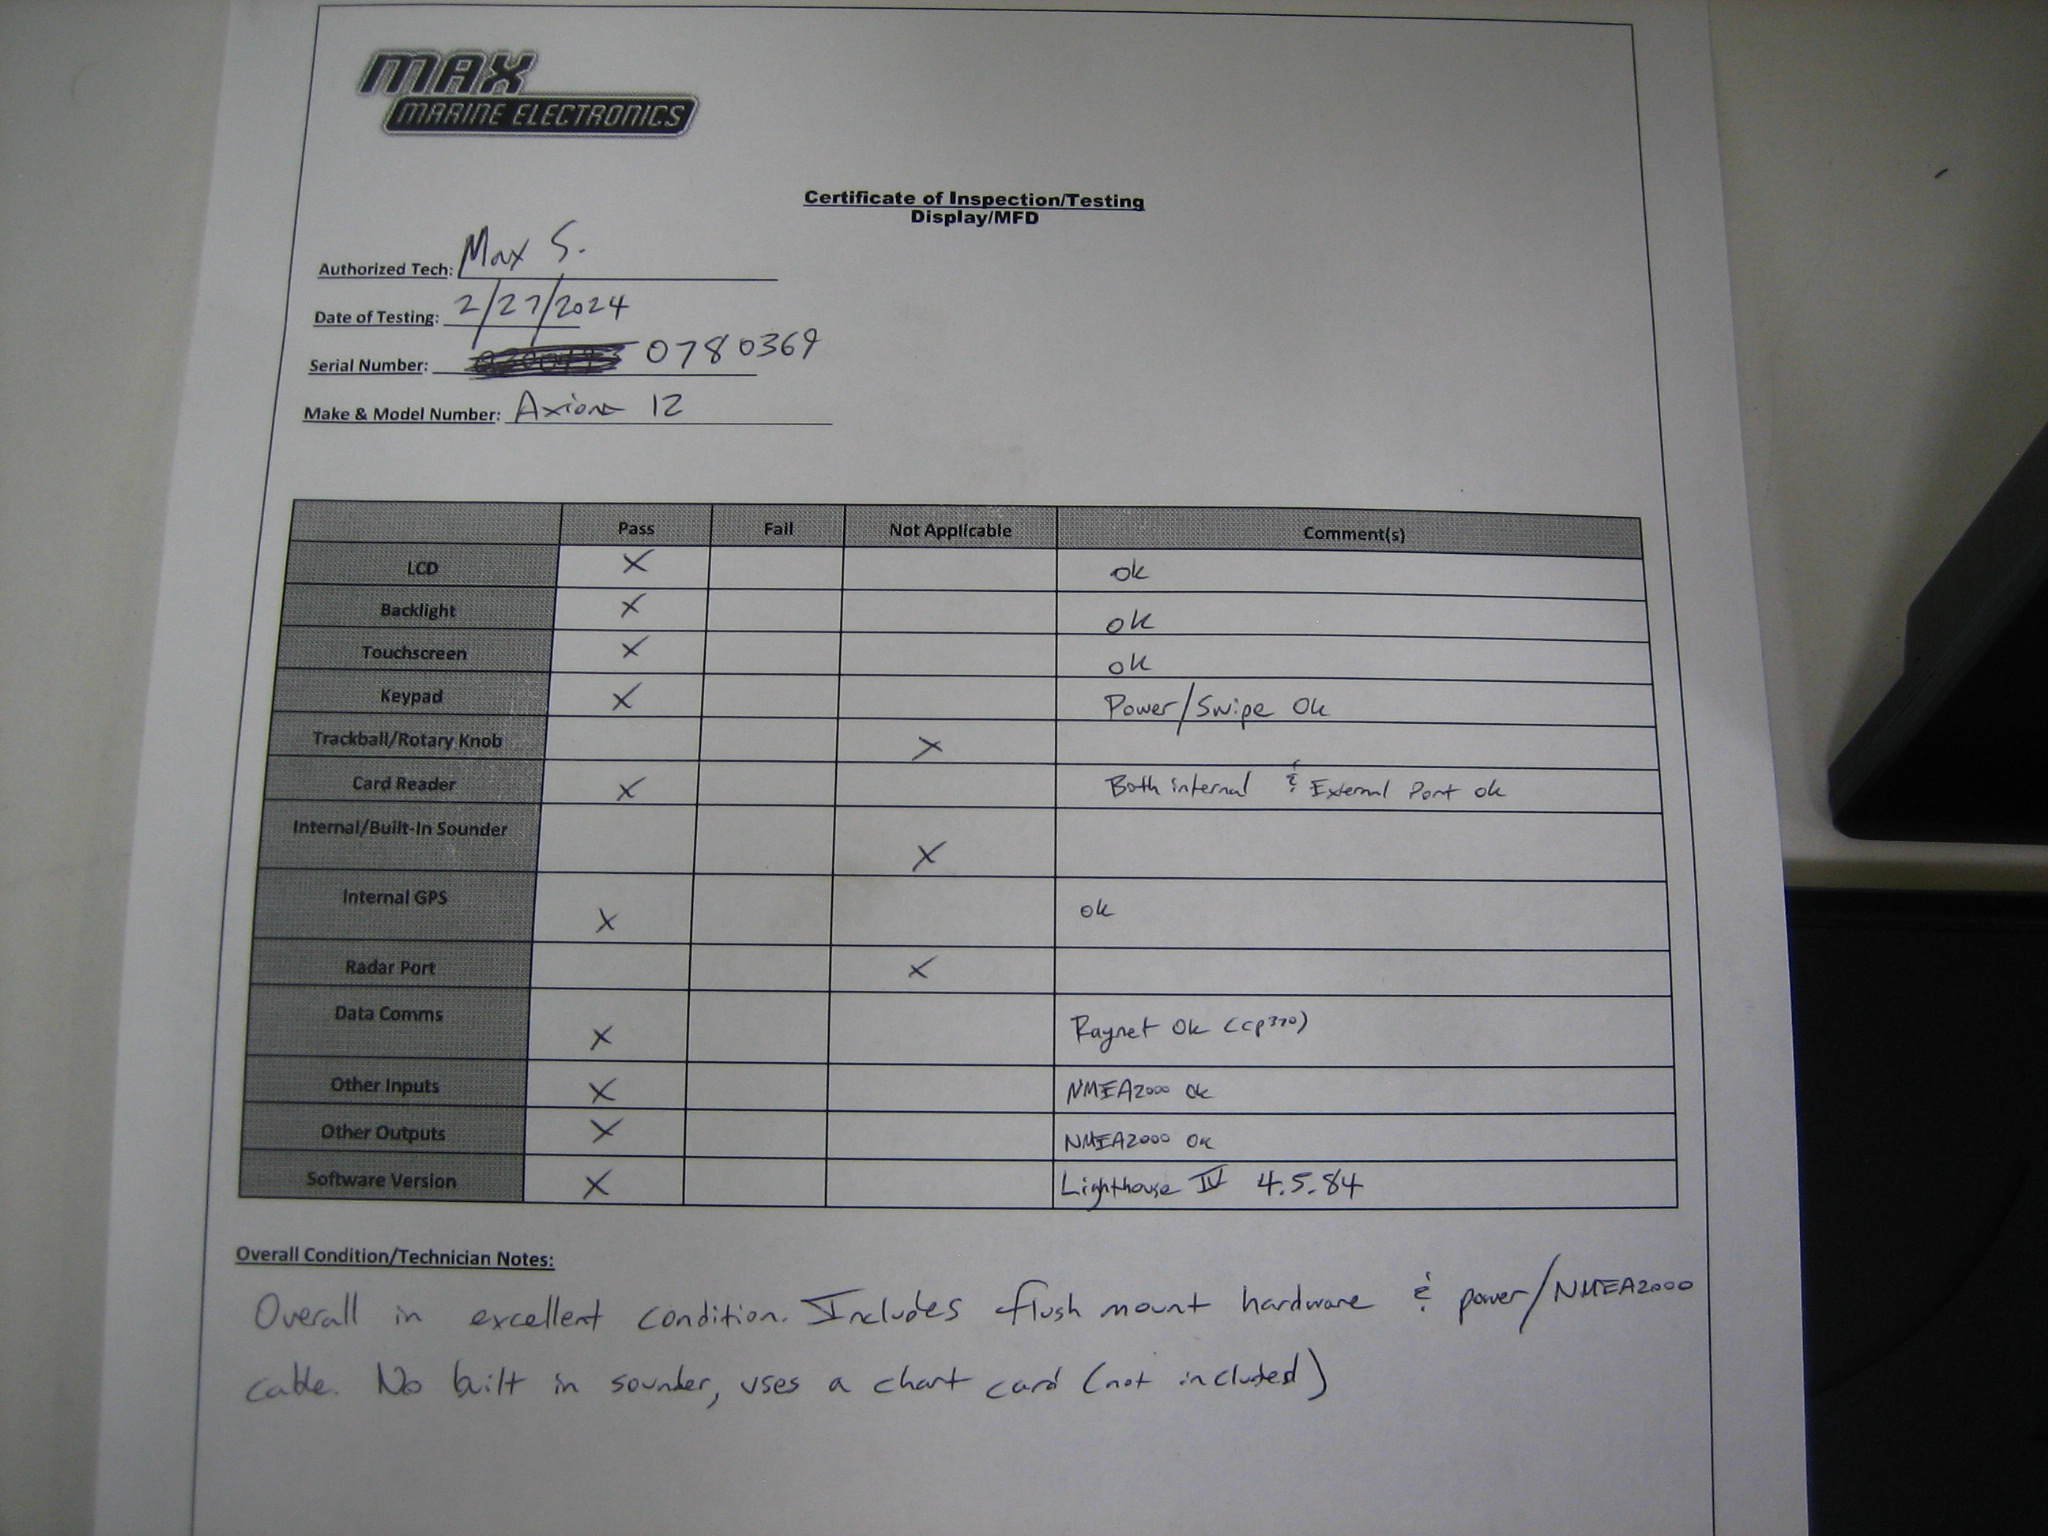 MAX
MARINE ELECTRONICS
Certificate of Inspection/Testing
Display/MFD
Authorized Tech: Max S.
Date of Testing: 2/27/2024
Serial Number: 0780369
Make & Model Number: Axiom 12
Pass Fail Not Applicable Comment(s)
LCD X ok
Backlight X ok
Touchscreen X ok
Keypad X Power/Swipe Ok
Trackball/Rotary Knob X
Card Reader X Both internal & External Port ok
Internal/Built-In Sounder X
Internal GPS X ok
Radar Port X
Data Comms X Raynet Ok (cp370)
Other Inputs X NMEA2000 Ok
Other Outputs X NMEA2000 Ok
Software Version X Lighthouse IV 4.5.84
Overall Condition/Technician Notes:
Overall in excellent condition. Includes flush mount hardware & power/NMEA2000
cable. No built in sounder, uses a chart card (not included)